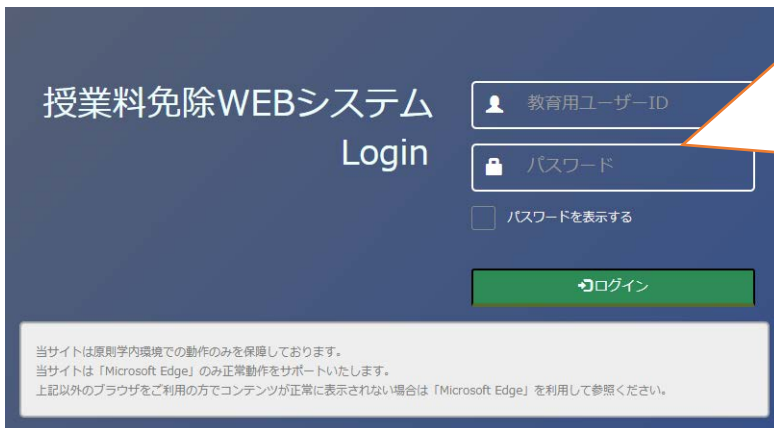 授業料免除WEBシステム
Login
教育用ユーザーID
パスワード
パスワードを表示する
ログイン
当サイトは原則学内環境での動作のみを保障しております。
当サイトは「Microsoft Edge」のみ正常動作をサポートいたします。
上記以外のブラウザをご利用の方でコンテンツが正常に表示されない場合は「Microsoft Edge」を利用して参照ください。